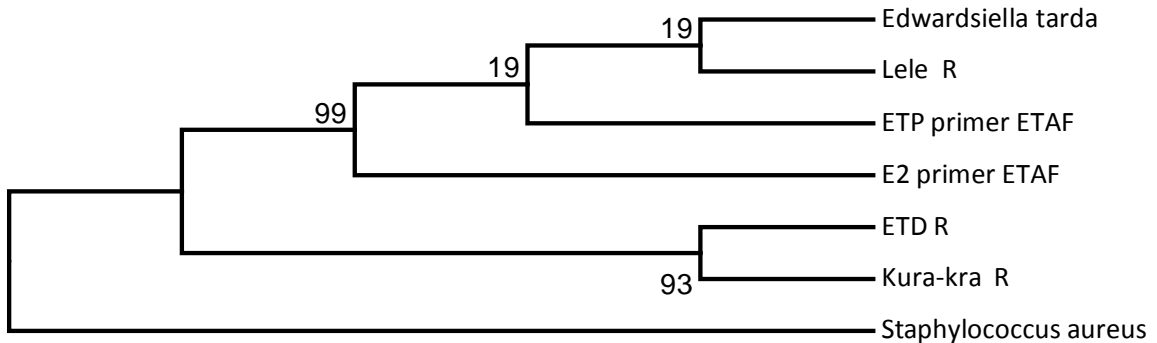 Edwardsiella tarda
19
Lele R
19
ETP primer ETAF
99
E2 primer ETAF
ETD R
Kura-kra R
93
Staphylococcus aureus